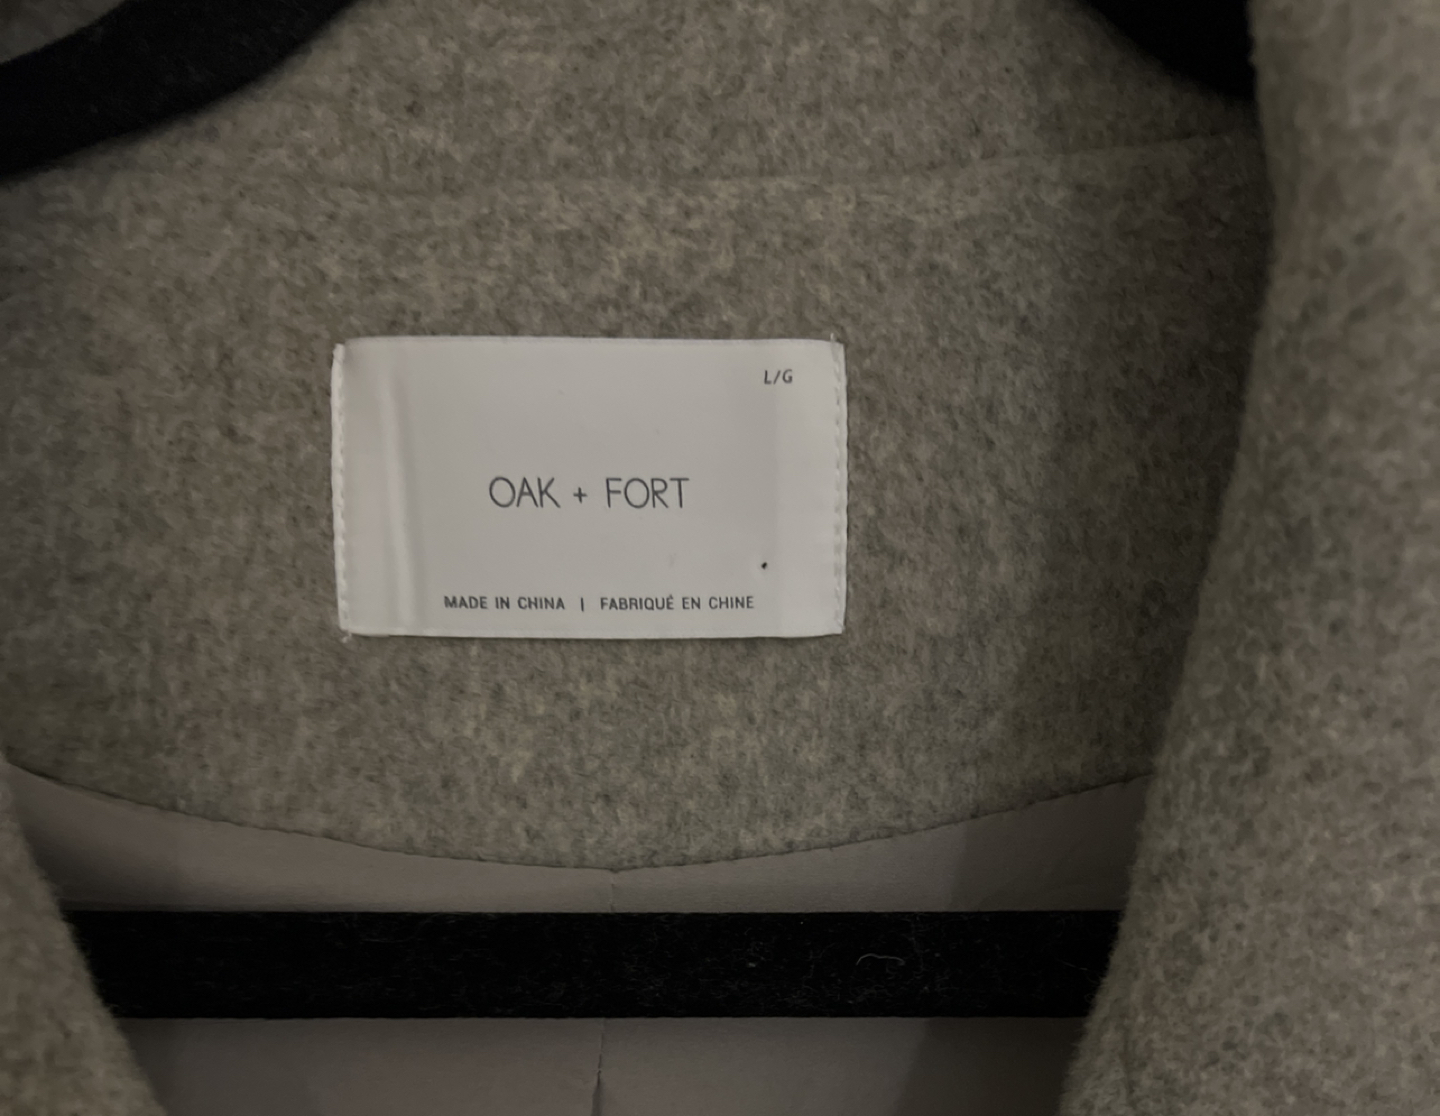 L/G
OAK + FORT
MADE IN CHINA | FABRIQUÉ EN CHINE